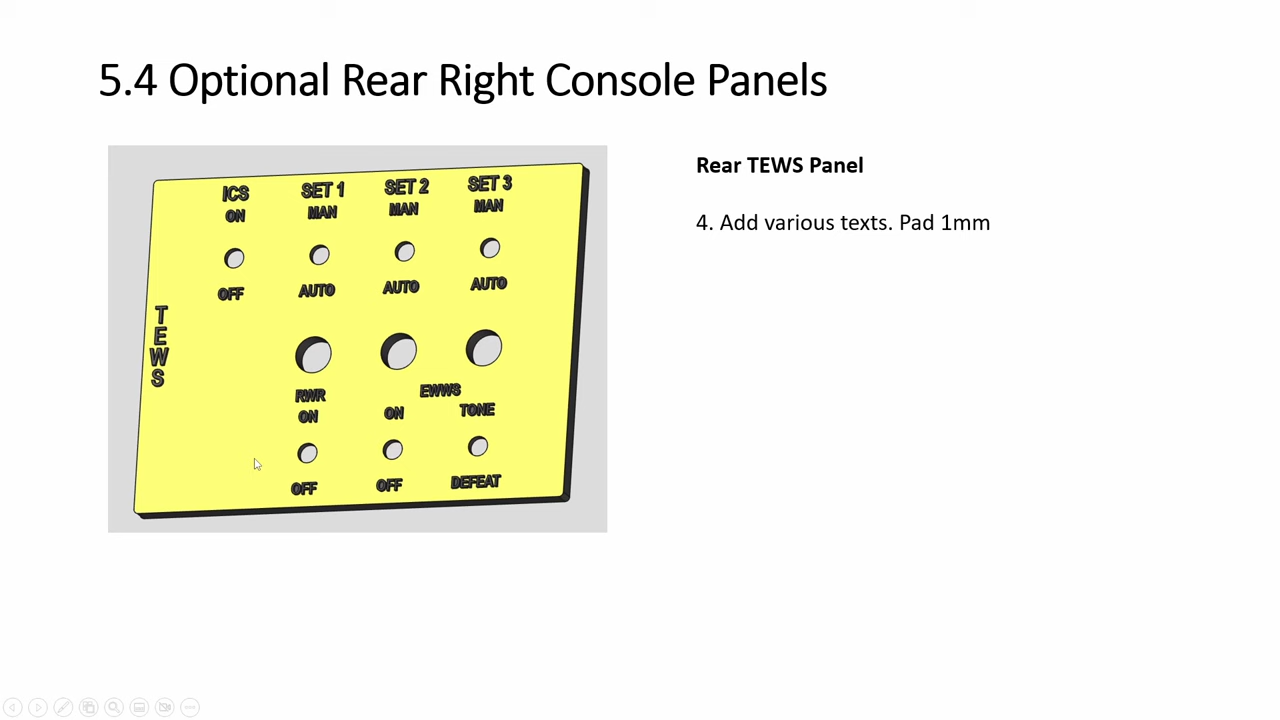 5.4 Optional Rear Right Console Panels
ICS SET 1 SET 2 SET 3
ON MAN MAN MAN
OFF AUTO AUTO AUTO
TEWS
RWR EWWS
ON ON TONE
OFF OFF DEFEAT
Rear TEWS Panel
4. Add various texts. Pad 1mm